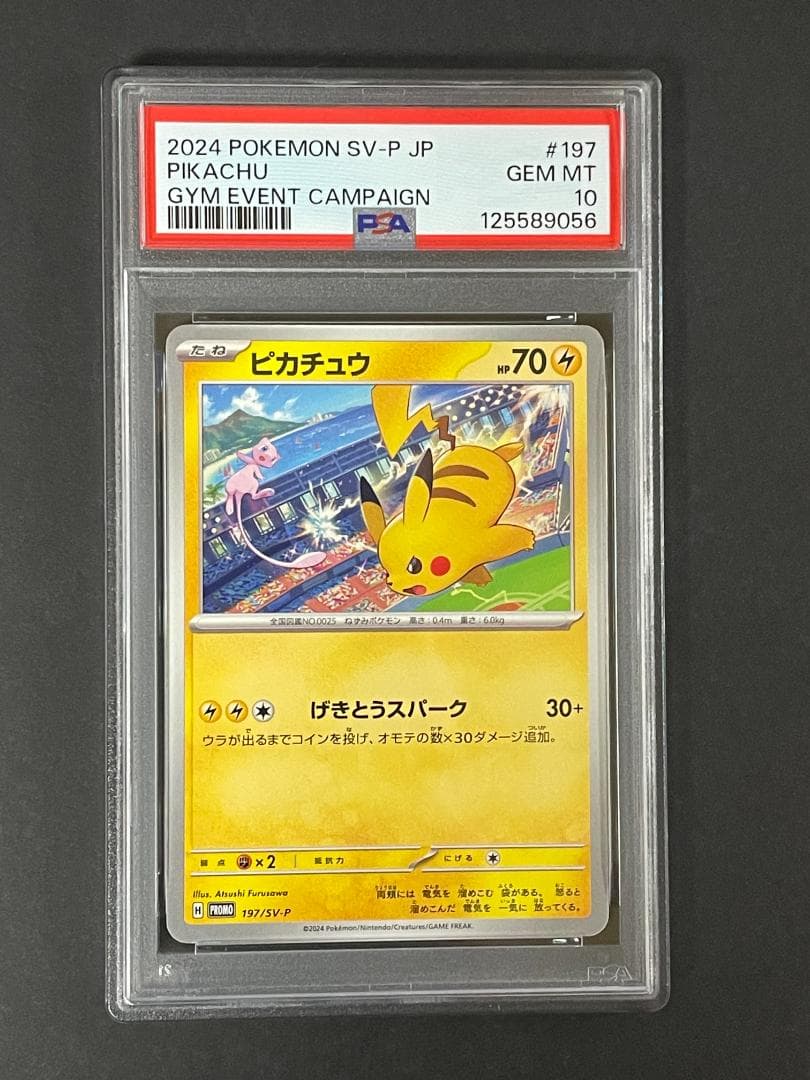 2024 POKEMON SV-P JP #197
PIKACHU GEM MT
GYM EVENT CAMPAIGN 10
PSA 125589056
たね ピカチュウ HP70
全国図鑑NO.0025 ねずみポケモン 高さ:0.4m 重さ:6.0kg
げきとうスパーク 30+
ウラが出るまでコインを投げ、オモテの数×30ダメージ追加。
弱点 ×2 抵抗力 にげる
Illus. Atsushi Furusawa
両頬には 電気を 溜めこむ 袋がある。 怒ると
溜めこんだ 電気を 一気に 放ってくる。
H PROMO 197/SV-P
©2024 Pokémon/Nintendo/Creatures/GAME FREAK.
PSA